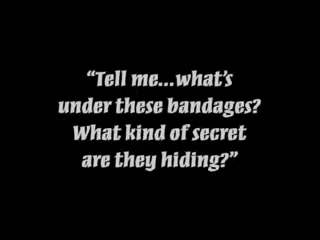 “Tell me...what’s
under these bandages?
What kind of secret
are they hiding?”